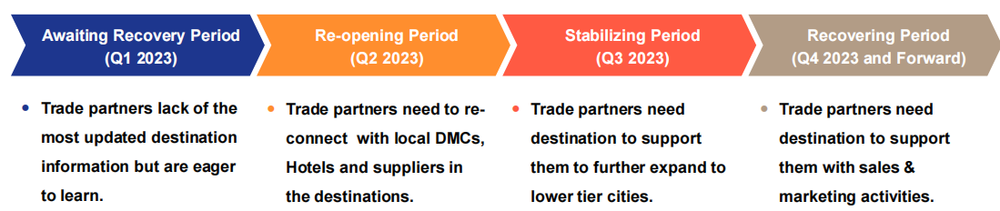 Awaiting Recovery Period
(Q1 2023)
Re-opening Period
(Q2 2023)
Stabilizing Period
(Q3 2023)
Recovering Period
(Q4 2023 and Forward)
• Trade partners lack of the
most updated destination
information but are eager
to learn.
• Trade partners need to re-
connect with local DMCs,
Hotels and suppliers in
the destinations.
• Trade partners need
destination to support
them to further expand to
lower tier cities.
• Trade partners need
destination to support
them with sales &
marketing activities.